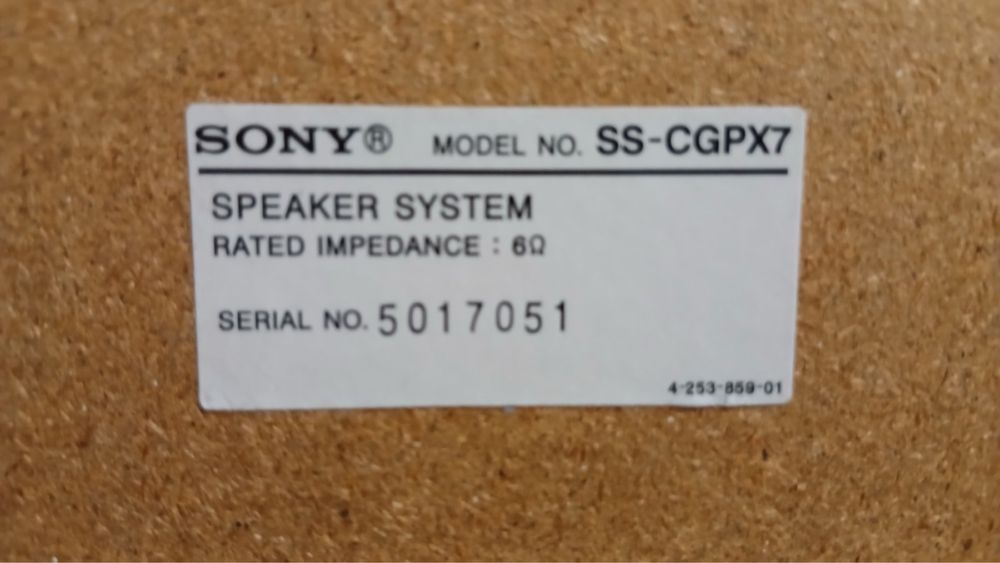 SONY® MODEL NO. SS-CGPX7
SPEAKER SYSTEM
RATED IMPEDANCE : 6Ω
SERIAL NO. 5017051
4-253-859-01